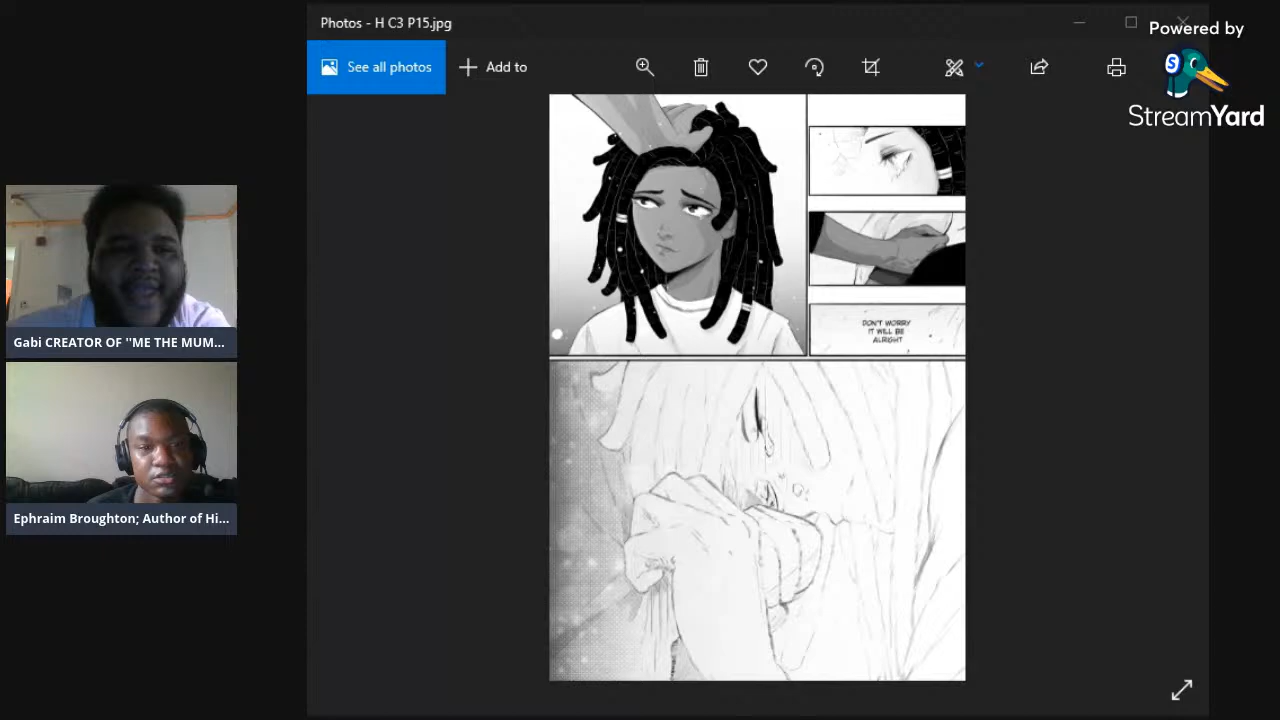 Photos - H C3 P15.jpg
Powered by
S
StreamYard
See all photos
Add to
DON'T WORRY
IT WILL BE
ALRIGHT
Gabi CREATOR OF ''ME THE MUM...
Ephraim Broughton; Author of Hi...